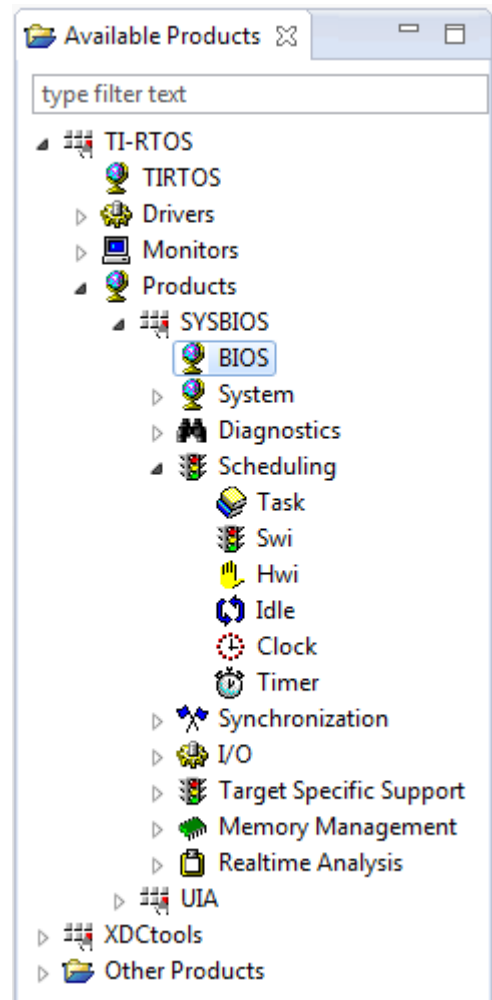 Available Products
type filter text
TI-RTOS
TIRTOS
Drivers
Monitors
Products
SYSBIOS
BIOS
System
Diagnostics
Scheduling
Task
Swi
Hwi
Idle
Clock
Timer
Synchronization
I/O
Target Specific Support
Memory Management
Realtime Analysis
UIA
XDCtools
Other Products